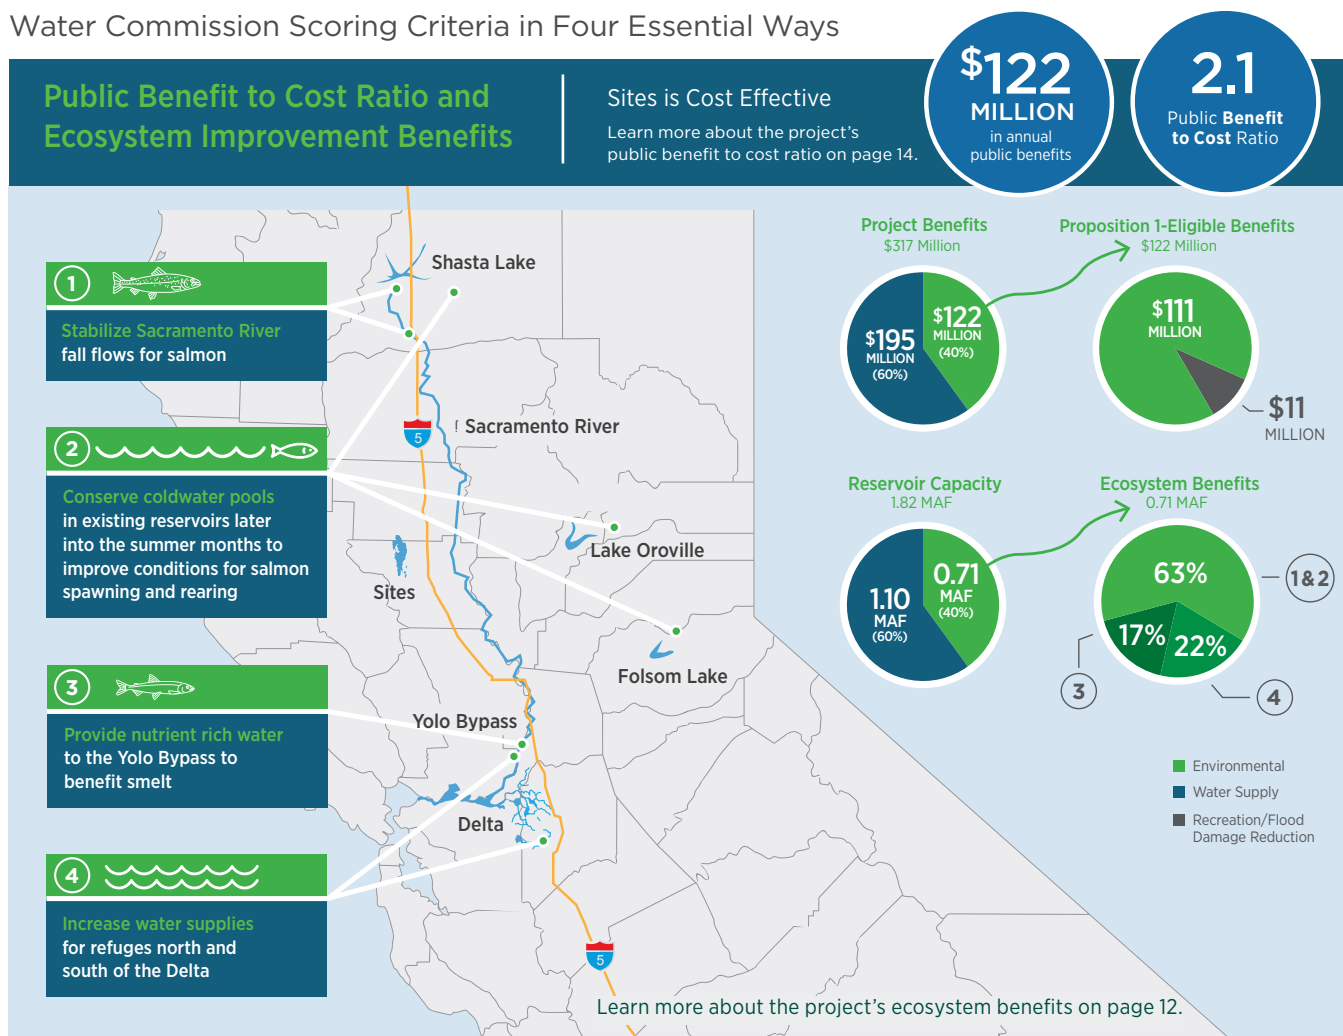 Water Commission Scoring Criteria in Four Essential Ways
Public Benefit to Cost Ratio and
Ecosystem Improvement Benefits
Sites is Cost Effective
Learn more about the project's
public benefit to cost ratio on page 14.
$122
MILLION
in annual
public benefits
2.1
Public Benefit
to Cost Ratio
1
Stabilize Sacramento River
fall flows for salmon
2
Conserve coldwater pools
in existing reservoirs later
into the summer months to
improve conditions for salmon
spawning and rearing
3
Provide nutrient rich water
to the Yolo Bypass to
benefit smelt
4
Increase water supplies
for refuges north and
south of the Delta
Shasta Lake
5
Sacramento River
Lake Oroville
Sites
Folsom Lake
Yolo Bypass
Delta
5
Project Benefits
$317 Million
$195
MILLION
(60%)
$122
MILLION
(40%)
Proposition 1-Eligible Benefits
$122 Million
$111
MILLION
$11
MILLION
Reservoir Capacity
1.82 MAF
1.10
MAF
(60%)
0.71
MAF
(40%)
Ecosystem Benefits
0.71 MAF
63%
17%
22%
1 & 2
3
4
Environmental
Water Supply
Recreation/Flood
Damage Reduction
Learn more about the project's ecosystem benefits on page 12.